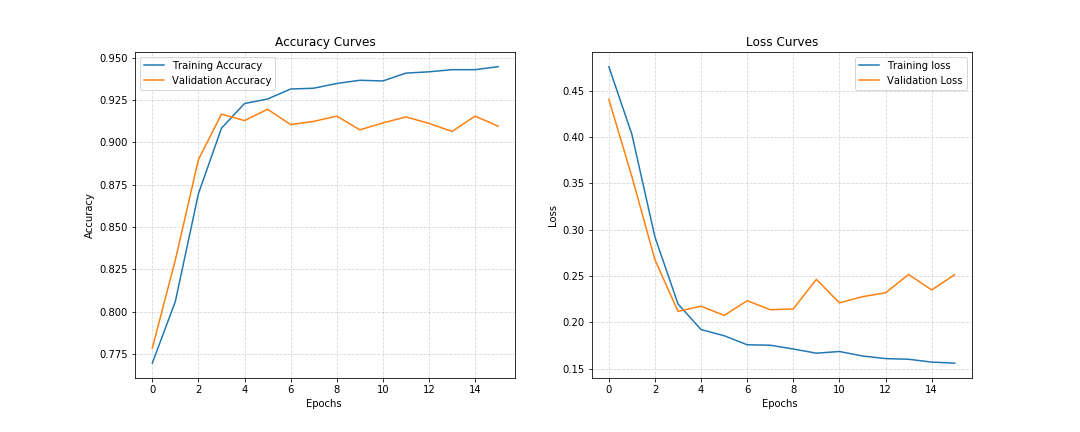 Accuracy Curves
Training Accuracy
Validation Accuracy
0.950
0.925
0.900
0.875
0.850
0.825
0.800
0.775
Accuracy
0 2 4 6 8 10 12 14
Epochs
Loss Curves
Training loss
Validation Loss
0.45
0.40
0.35
0.30
0.25
0.20
0.15
Loss
0 2 4 6 8 10 12 14
Epochs